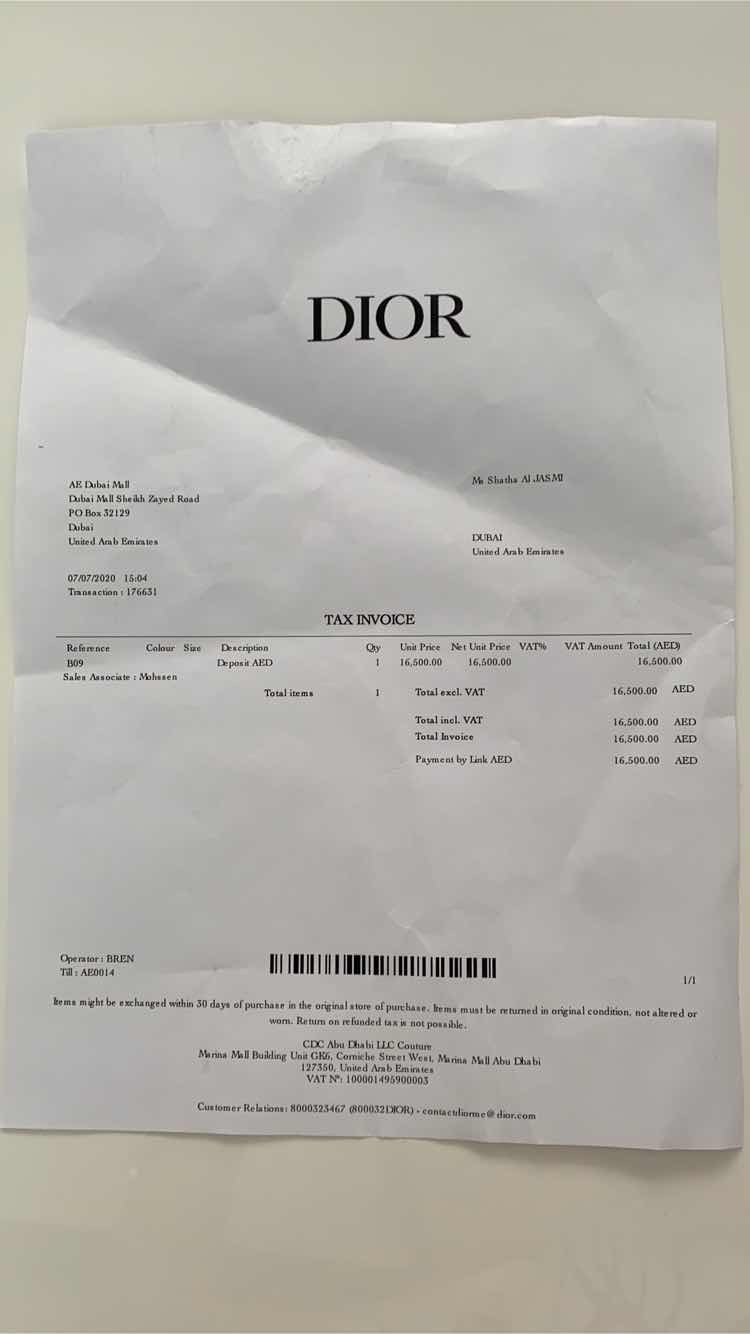 DIOR
AE Dubai Mall
Dubai Mall Sheikh Zayed Road
PO Box 32129
Dubai
United Arab Emirates
Ms Shatha Al JASMI
DUBAI
United Arab Emirates
07/07/2020 15:04
Transaction : 176631
TAX INVOICE
Reference Colour Size Description Qty Unit Price Net Unit Price VAT% VAT Amount Total (AED)
B09 Deposit AED 1 16,500.00 16,500.00 16,500.00
Sales Associate : Mohssen
Total items 1 Total excl. VAT 16,500.00 AED
Total incl. VAT 16,500.00 AED
Total Invoice 16,500.00 AED
Payment by Link AED 16,500.00 AED
Operator : BREN
Till : AE0014
1/1
Items might be exchanged within 30 days of purchase in the original store of purchase. Items must be returned in original condition, not altered or
worn. Return on refunded tax is not possible.
CDC Abu Dhabi LLC Couture
Marina Mall Building Unit GK6, Corniche Street West, Marina Mall Abu Dhabi
127350, United Arab Emirates
VAT Nº: 100001495900003
Customer Relations: 8000323467 (800032DIOR) - contactdiorme@dior.com